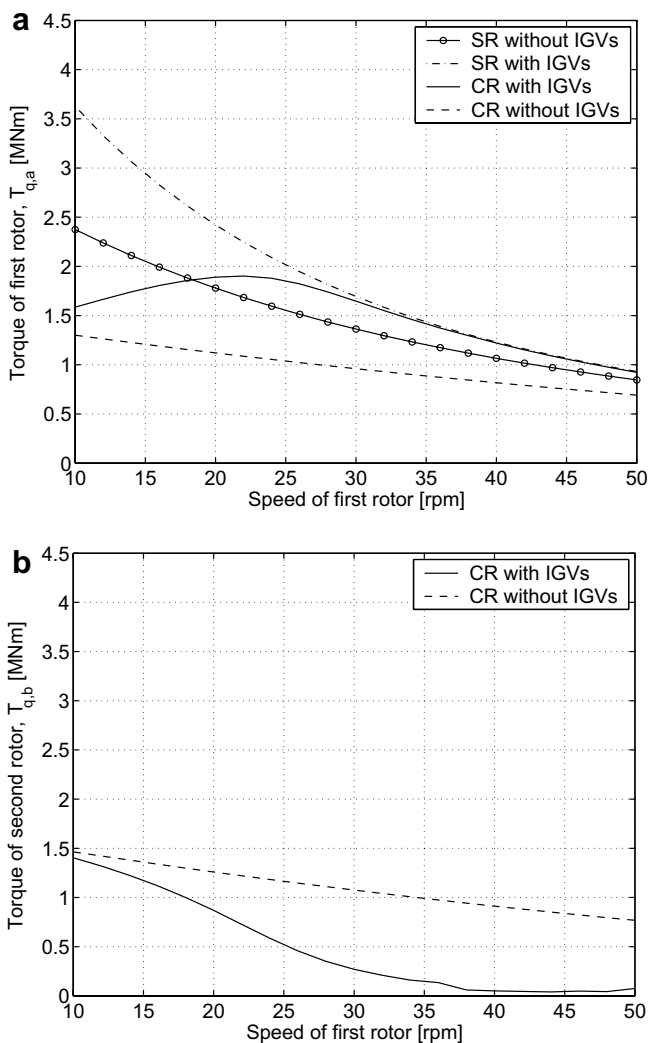 a
4.5
4
3.5
3
2.5
2
1.5
1
0.5
0
Torque of first rotor, T_q,a [MNm]
SR without IGVs
SR with IGVs
CR with IGVs
CR without IGVs
10 15 20 25 30 35 40 45 50
Speed of first rotor [rpm]
b
4.5
4
3.5
3
2.5
2
1.5
1
0.5
0
Torque of second rotor, T_q,b [MNm]
CR with IGVs
CR without IGVs
10 15 20 25 30 35 40 45 50
Speed of first rotor [rpm]